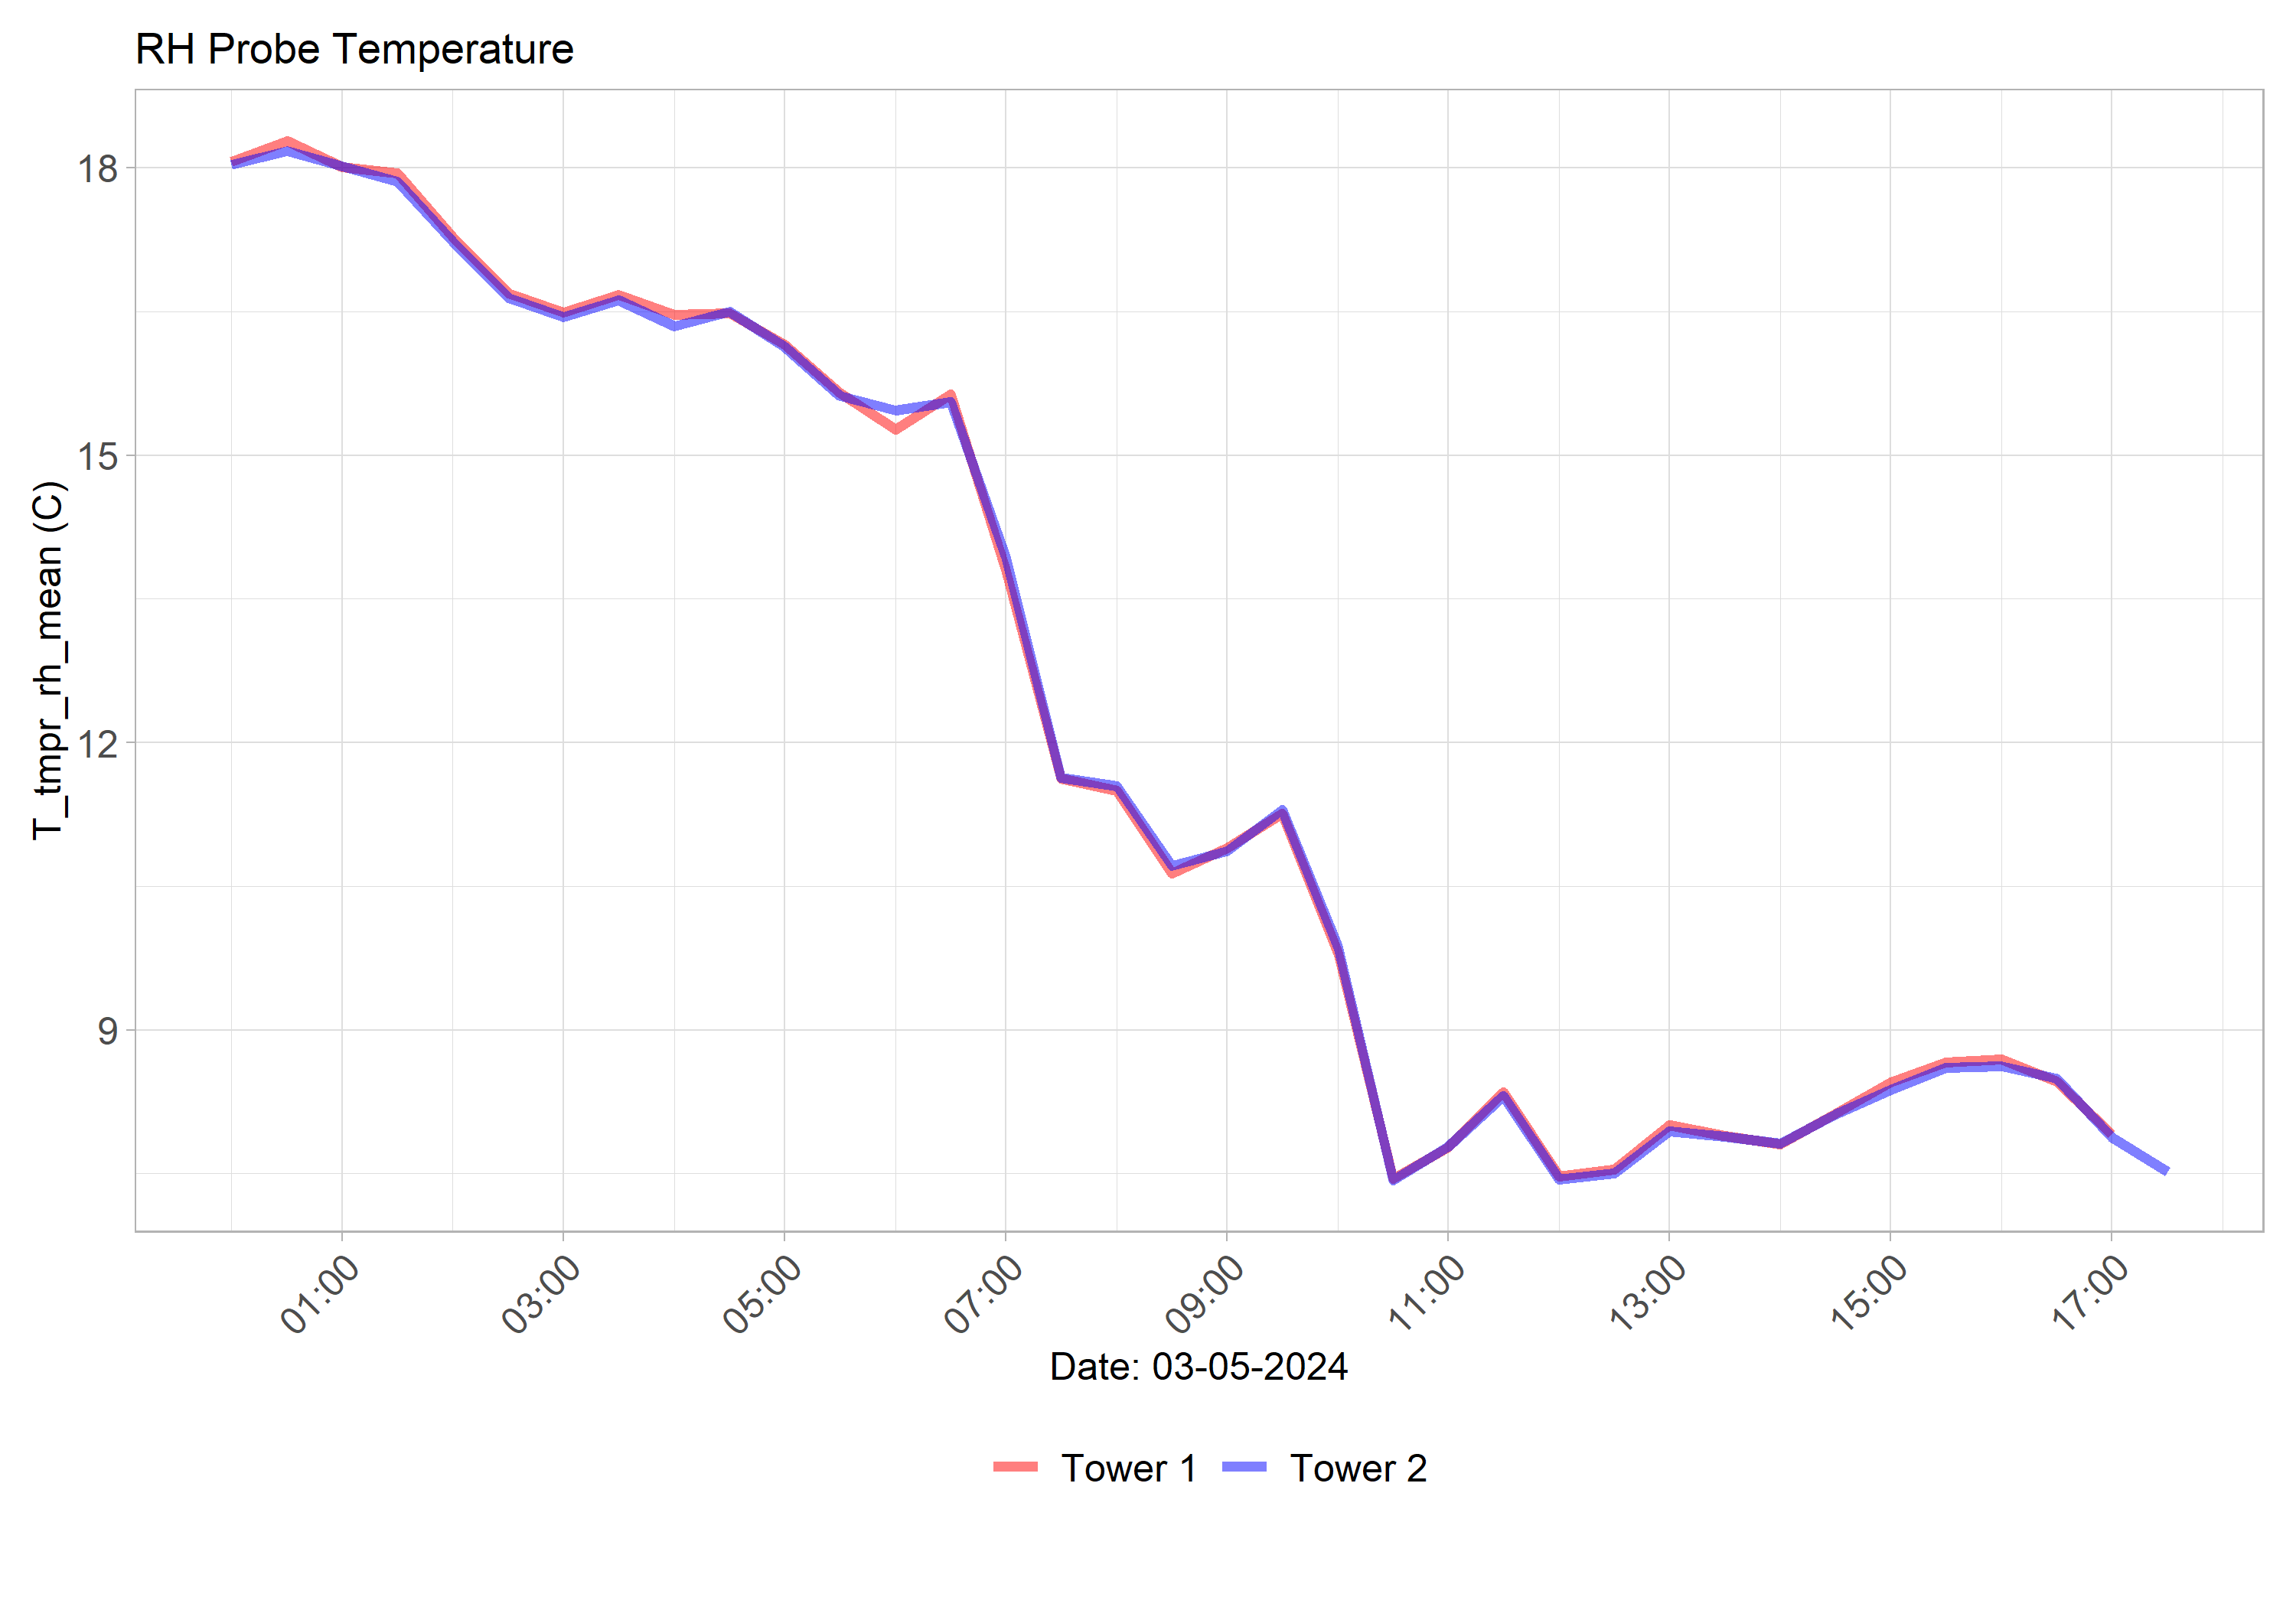 RH Probe Temperature
T_tmpr_rh_mean (C)
18
15
12
9
01:00 03:00 05:00 07:00 09:00 11:00 13:00 15:00 17:00
Date: 03-05-2024
Tower 1 Tower 2